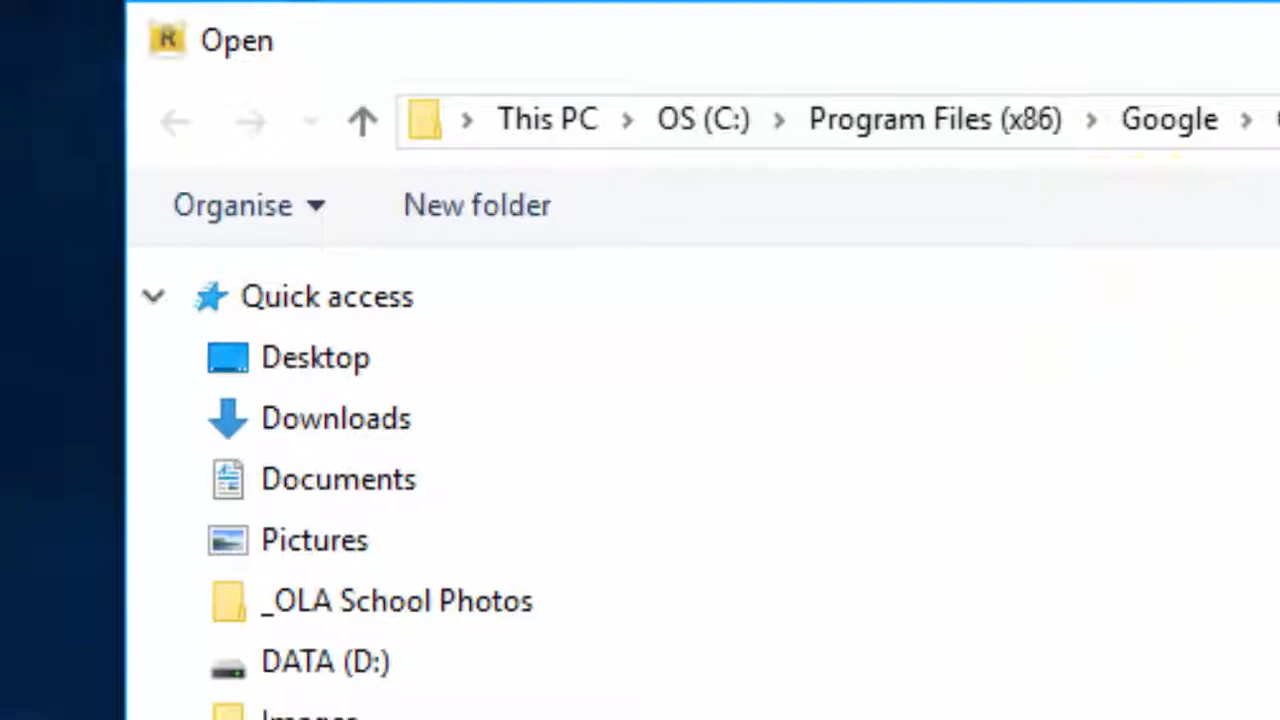 R Open
This PC > OS (C:) > Program Files (x86) > Google >
Organise New folder
Quick access
Desktop
Downloads
Documents
Pictures
_OLA School Photos
DATA (D:)
Images